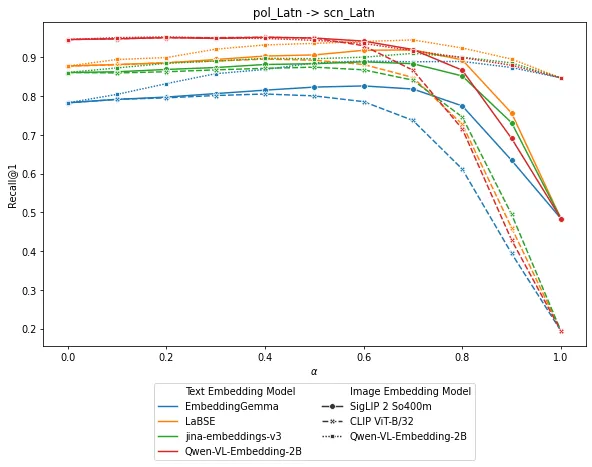 pol_Latn -> scn_Latn
Recall@1
0.9
0.8
0.7
0.6
0.5
0.4
0.3
0.2
0.0
0.2
0.4
0.6
0.8
1.0
α
Text Embedding Model
EmbeddingGemma
LaBSE
jina-embeddings-v3
Qwen-VL-Embedding-2B
Image Embedding Model
SigLIP 2 So400m
CLIP ViT-B/32
Qwen-VL-Embedding-2B